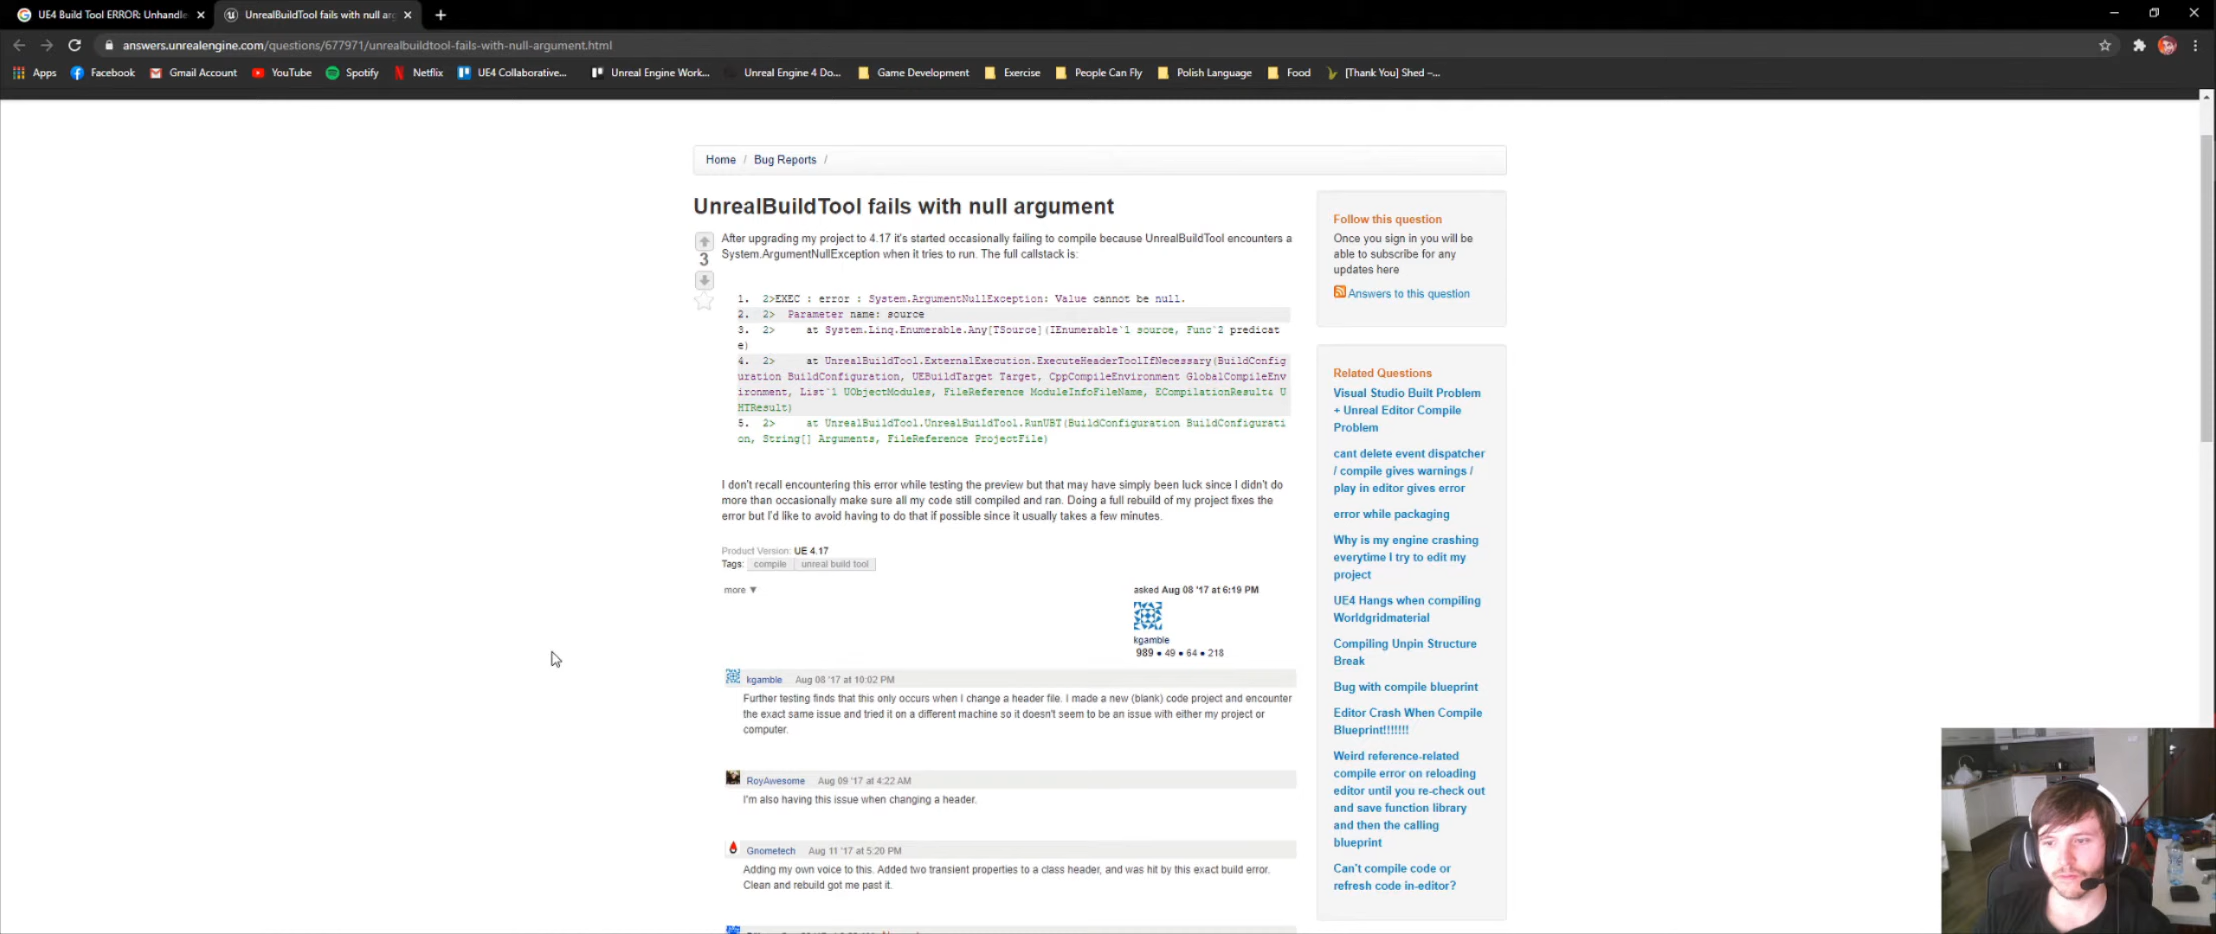 UE4 Build Tool ERROR: Unhandle
UnrealBuildTool fails with null ar
answers.unrealengine.com/questions/677971/unrealbuildtool-fails-with-null-argument.html
Apps Facebook Gmail Account YouTube Spotify Netflix UE4 Collaborative... Unreal Engine Work... Unreal Engine 4 Do... Game Development Exercise People Can Fly Polish Language Food [Thank You] Shed –...
Home / Bug Reports /
UnrealBuildTool fails with null argument
3
After upgrading my project to 4.17 it's started occasionally failing to compile because UnrealBuildTool encounters a
System.ArgumentNullException when it tries to run. The full callstack is:
1. 2>EXEC : error : System.ArgumentNullException: Value cannot be null.
2. 2> Parameter name: source
3. 2> at System.Linq.Enumerable.Any[TSource](IEnumerable`1 source, Func`2 predicat
e)
4. 2> at UnrealBuildTool.ExternalExecution.ExecuteHeaderToolIfNecessary(BuildConfig
uration BuildConfiguration, UEBuildTarget Target, CppCompileEnvironment GlobalCompileEnv
ironment, List`1 UObjectModules, FileReference ModuleInfoFileName, ECompilationResult& U
HTResult)
5. 2> at UnrealBuildTool.UnrealBuildTool.RunUBT(BuildConfiguration BuildConfigurati
on, String[] Arguments, FileReference ProjectFile)
I don't recall encountering this error while testing the preview but that may have simply been luck since I didn't do
more than occasionally make sure all my code still compiled and ran. Doing a full rebuild of my project fixes the
error but I'd like to avoid having to do that if possible since it usually takes a few minutes.
Product Version: UE 4.17
Tags: compile unreal build tool
more ▼
asked Aug 08 '17 at 6:19 PM
kgamble
989 ● 49 ● 64 ● 218
kgamble Aug 08 '17 at 10:02 PM
Further testing finds that this only occurs when I change a header file. I made a new (blank) code project and encounter
the exact same issue and tried it on a different machine so it doesn't seem to be an issue with either my project or
computer.
RoyAwesome Aug 09 '17 at 4:22 AM
I'm also having this issue when changing a header.
Gnometech Aug 11 '17 at 5:20 PM
Adding my own voice to this. Added two transient properties to a class header, and was hit by this exact build error.
Clean and rebuild got me past it.
Follow this question
Once you sign in you will be
able to subscribe for any
updates here
Answers to this question
Related Questions
Visual Studio Built Problem
+ Unreal Editor Compile
Problem
cant delete event dispatcher
/ compile gives warnings /
play in editor gives error
error while packaging
Why is my engine crashing
everytime I try to edit my
project
UE4 Hangs when compiling
Worldgridmaterial
Compiling Unpin Structure
Break
Bug with compile blueprint
Editor Crash When Compile
Blueprint!!!!!!!
Weird reference-related
compile error on reloading
editor until you re-check out
and save function library
and then the calling
blueprint
Can't compile code or
refresh code in-editor?